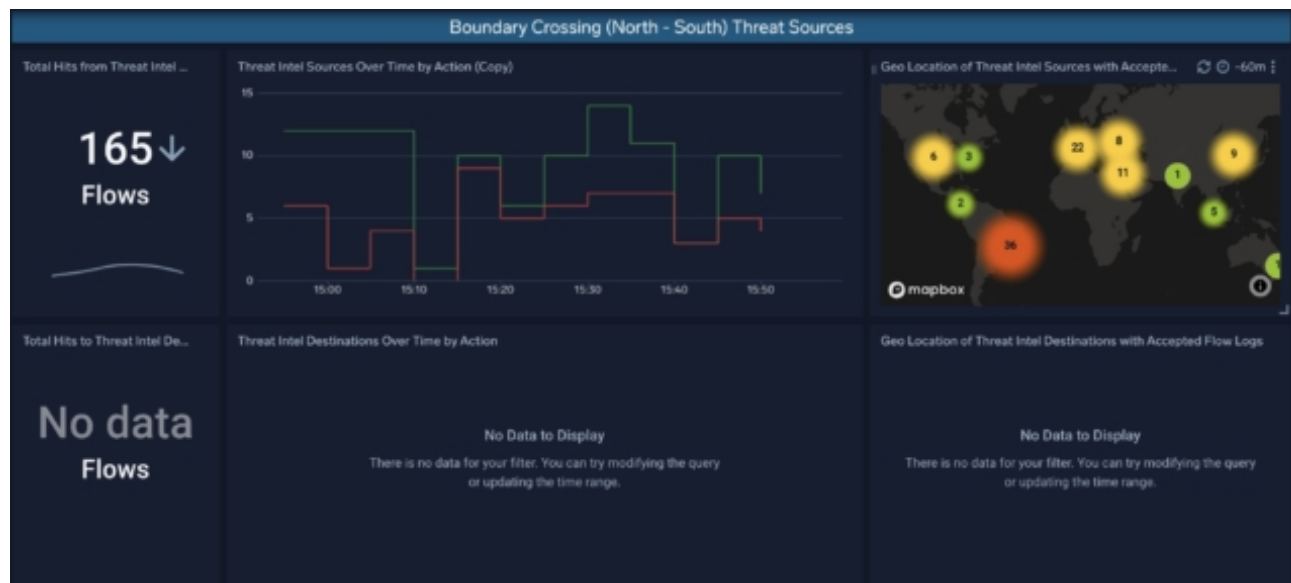 Boundary Crossing (North - South) Threat Sources
Total Hits from Threat Intel ...
165
Flows
Threat Intel Sources Over Time by Action (Copy)
15
10
5
0
15:00 15:10 15:20 15:30 15:40 15:50
Geo Location of Threat Intel Sources with Accepte... -60m
6
3
2
36
22
8
11
1
5
9
1
mapbox
Total Hits to Threat Intel De...
No data
Flows
Threat Intel Destinations Over Time by Action
No Data to Display
There is no data for your filter. You can try modifying the query
or updating the time range.
Geo Location of Threat Intel Destinations with Accepted Flow Logs
No Data to Display
There is no data for your filter. You can try modifying the query
or updating the time range.